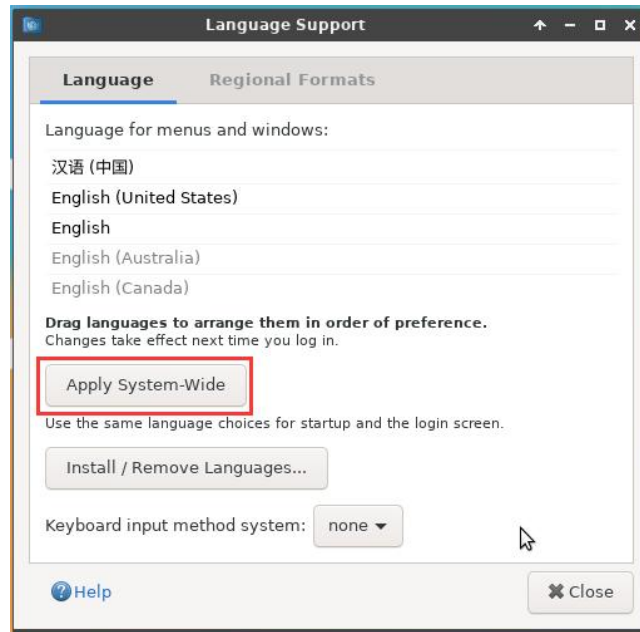 Language Support
Language
Regional Formats
Language for menus and windows:
汉语 (中国)
English (United States)
English
English (Australia)
English (Canada)
Drag languages to arrange them in order of preference.
Changes take effect next time you log in.
Apply System-Wide
Use the same language choices for startup and the login screen.
Install / Remove Languages...
Keyboard input method system: none
Help
Close